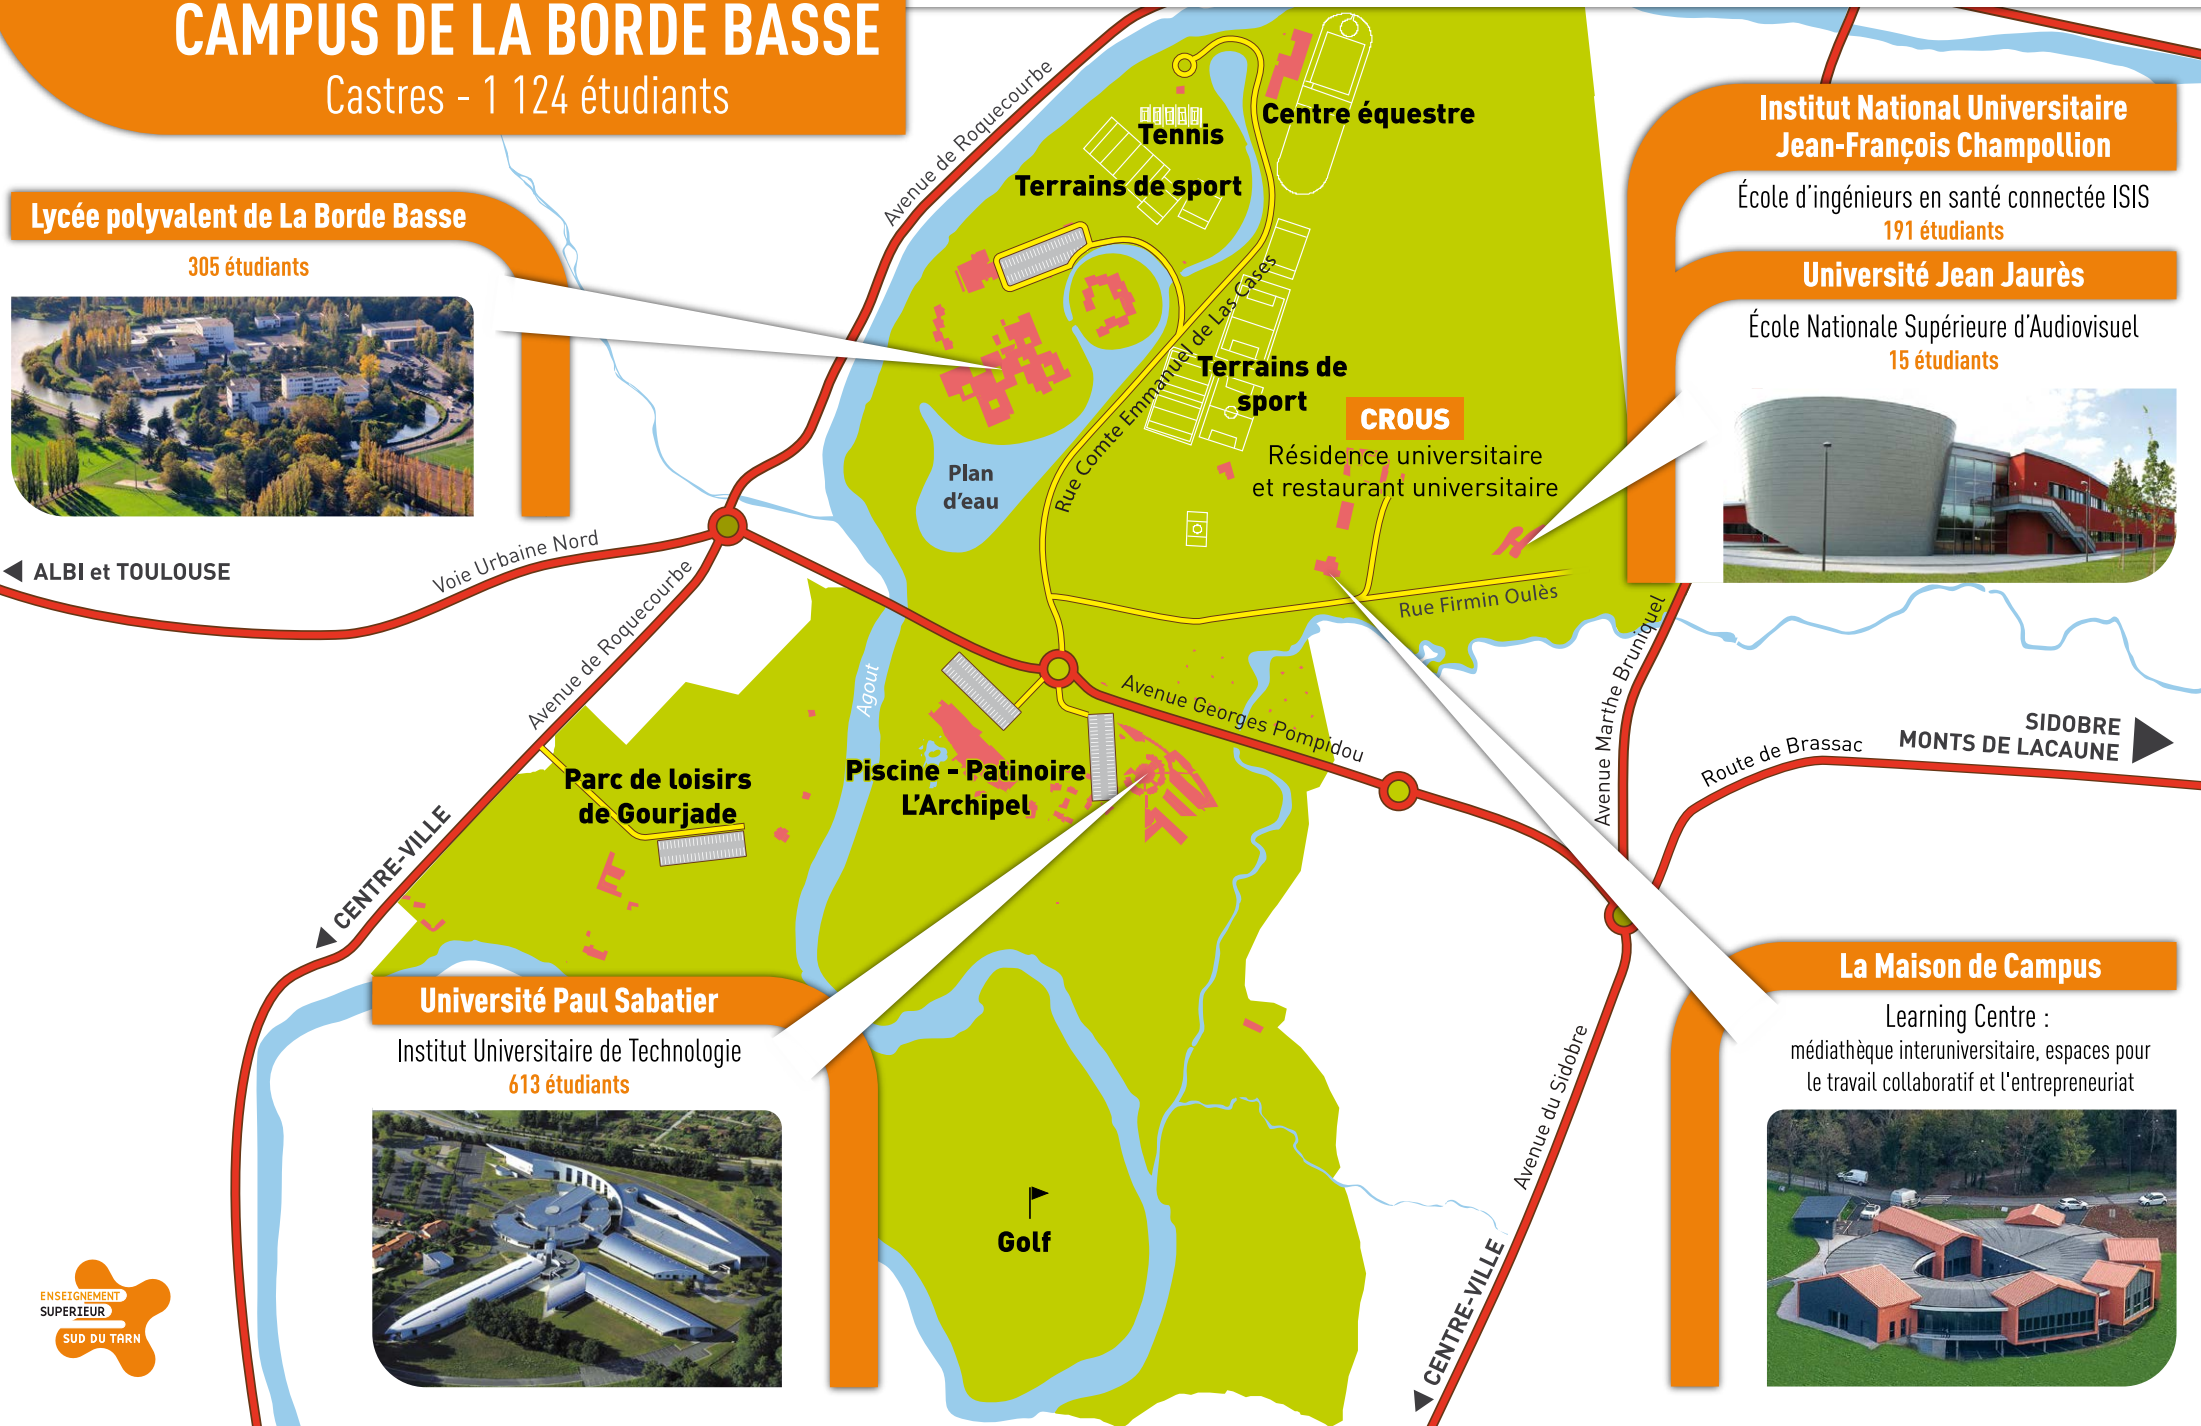 CAMPUS DE LA BORDE BASSE
Castres - 1 124 étudiants
Lycée polyvalent de La Borde Basse
305 étudiants
Institut National Universitaire
Jean-François Champollion
École d’ingénieurs en santé connectée ISIS
191 étudiants
Université Jean Jaurès
École Nationale Supérieure d’Audiovisuel
15 étudiants
Avenue de Roquecourbe
Tennis
Centre équestre
Terrains de sport
Rue Comte Emmanuel de Las Cases
Terrains de
sport
CROUS
Résidence universitaire
et restaurant universitaire
Plan
d’eau
Voie Urbaine Nord
ALBI et TOULOUSE
Avenue de Roquecourbe
Rue Firmin Oulès
Agout
Avenue Georges Pompidou
Avenue Marthe Bruniquel
SIDOBRE
MONTS DE LACAUNE
Route de Brassac
Parc de loisirs
de Gourjade
Piscine - Patinoire
L’Archipel
CENTRE-VILLE
Université Paul Sabatier
Institut Universitaire de Technologie
613 étudiants
La Maison de Campus
Learning Centre :
médiathèque interuniversitaire, espaces pour
le travail collaboratif et l'entrepreneuriat
Avenue du Sidobre
Golf
CENTRE-VILLE
ENSEIGNEMENT
SUPERIEUR
SUD DU TARN